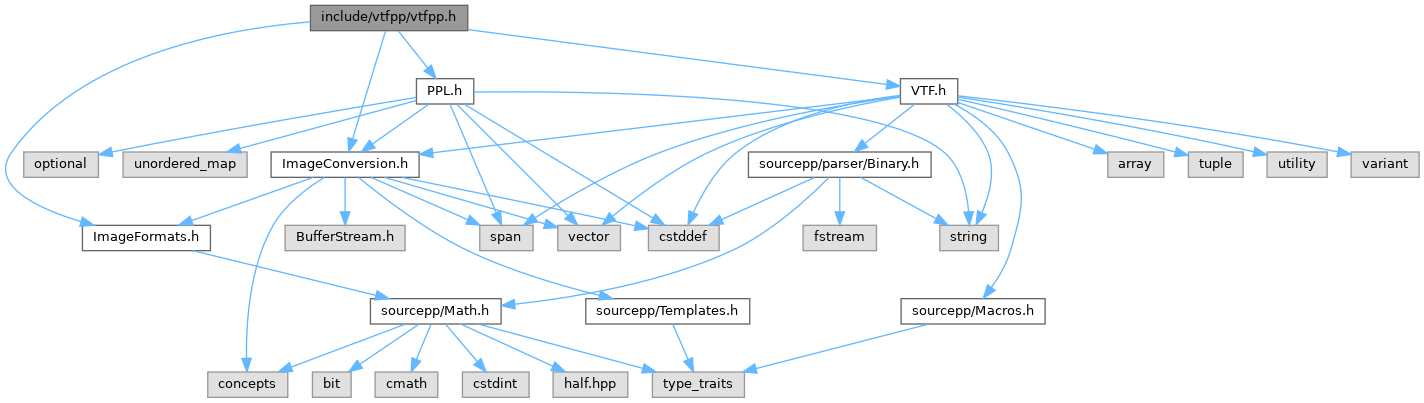 include/vtfpp/vtfpp.h
PPL.h
VTF.h
optional
unordered_map
ImageConversion.h
sourcepp/parser/Binary.h
array
tuple
utility
variant
ImageFormats.h
BufferStream.h
span
vector
cstddef
fstream
string
sourcepp/Math.h
sourcepp/Templates.h
sourcepp/Macros.h
concepts
bit
cmath
cstdint
half.hpp
type_traits